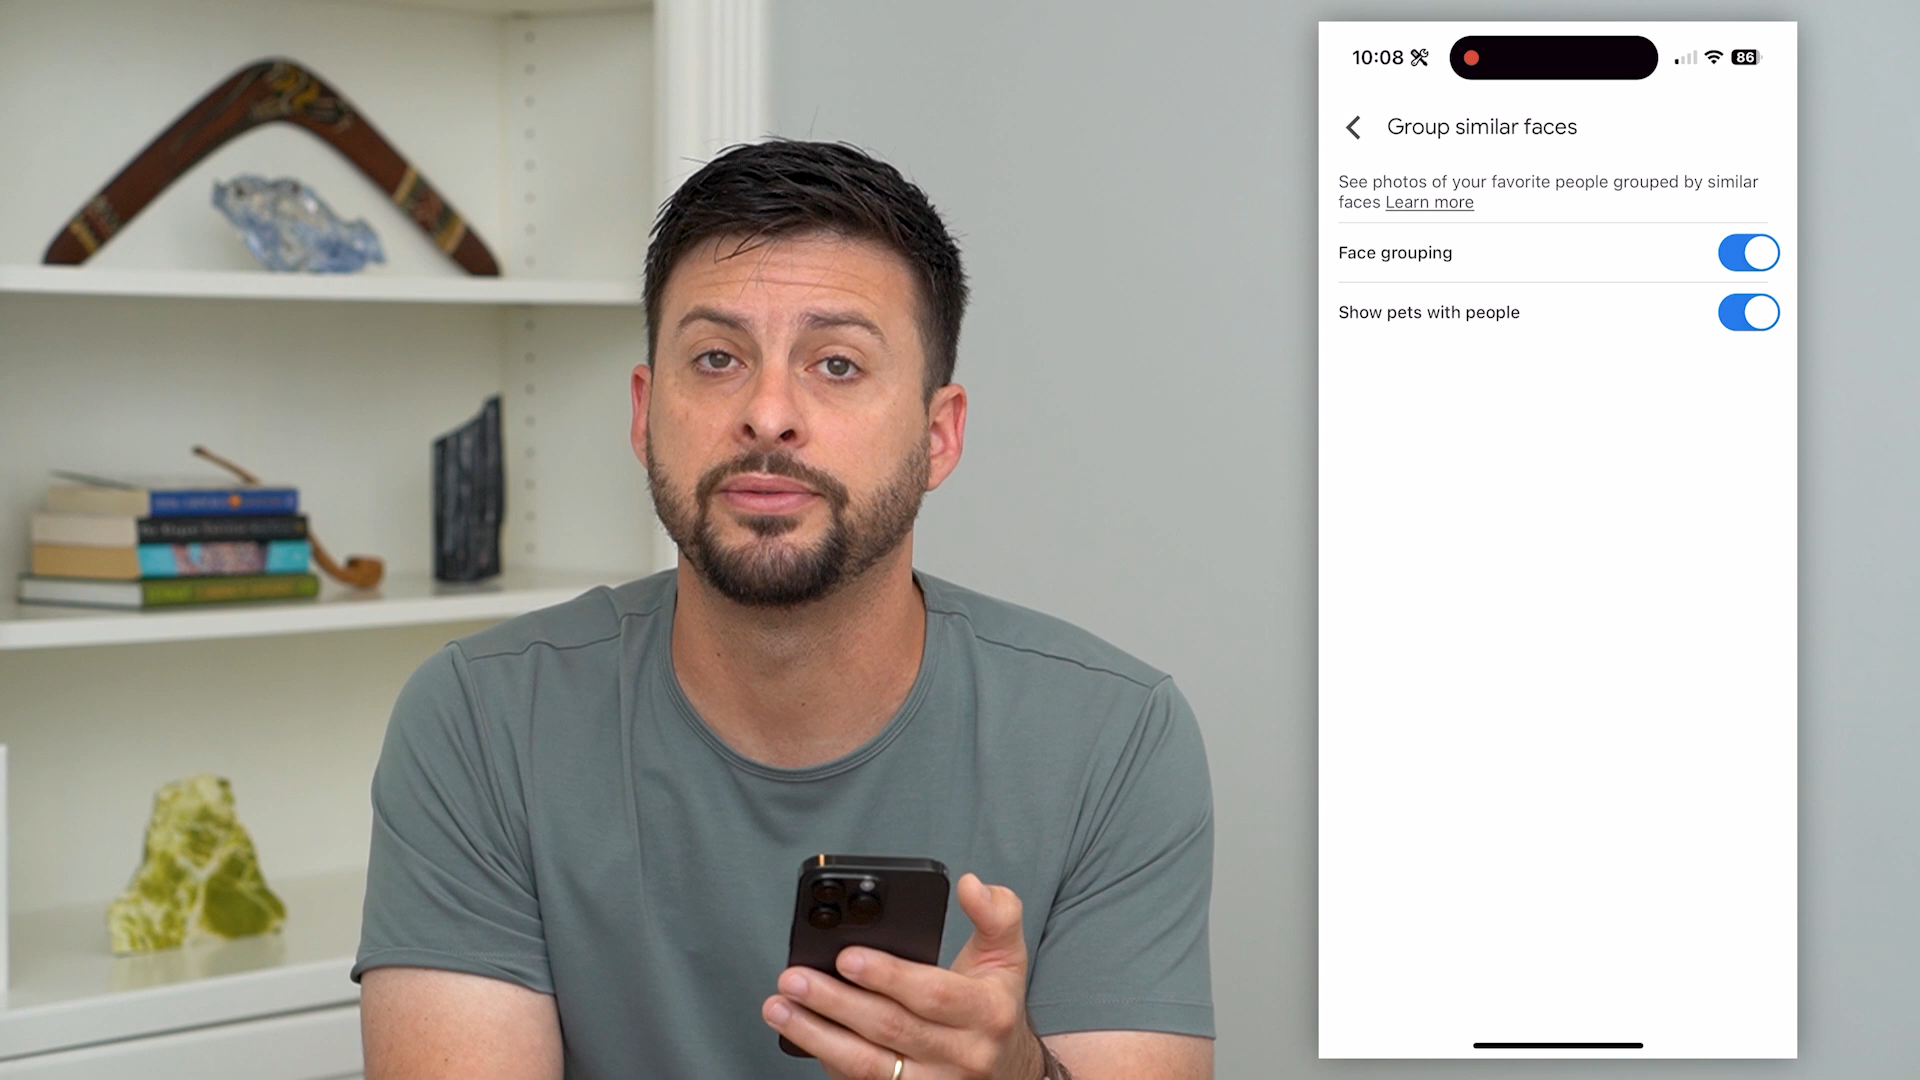 10:08
86
Group similar faces
See photos of your favorite people grouped by similar
faces Learn more
Face grouping
Show pets with people